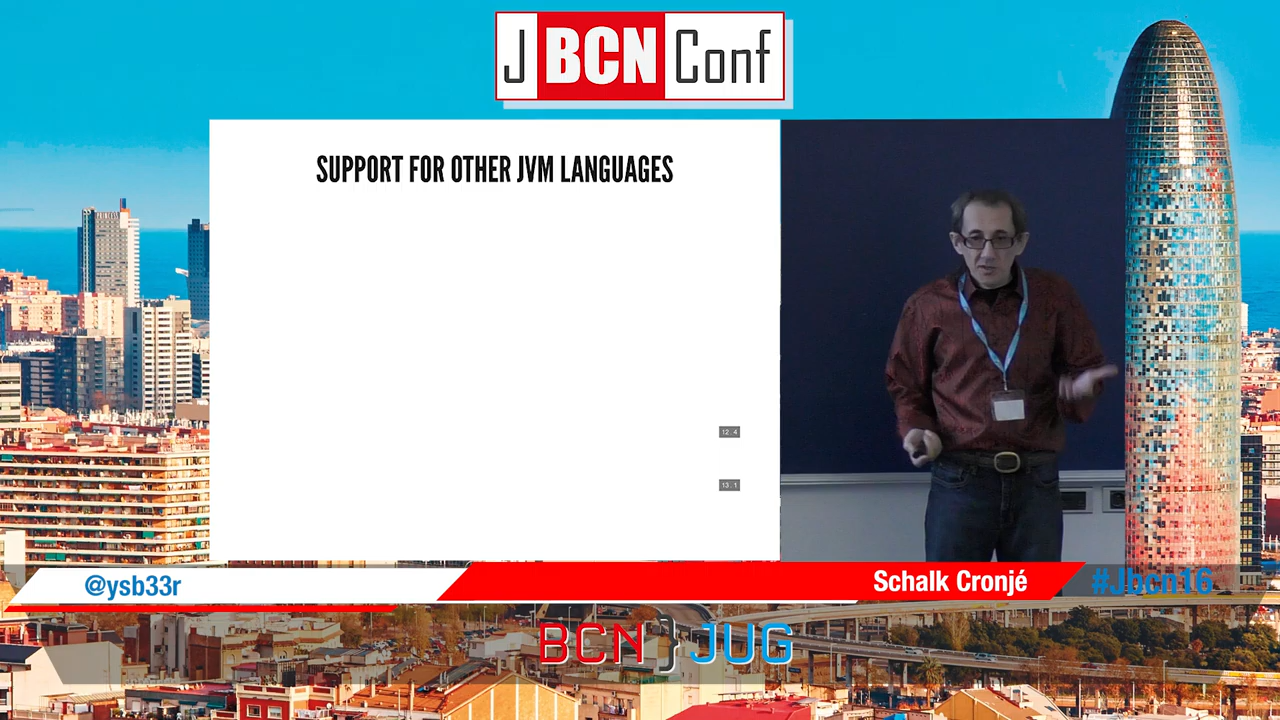 J BCN Conf
SUPPORT FOR OTHER JVM LANGUAGES
12.4
13.1
@ysb33r
Schalk Cronjé
#Jbcn16
BCN}JUG